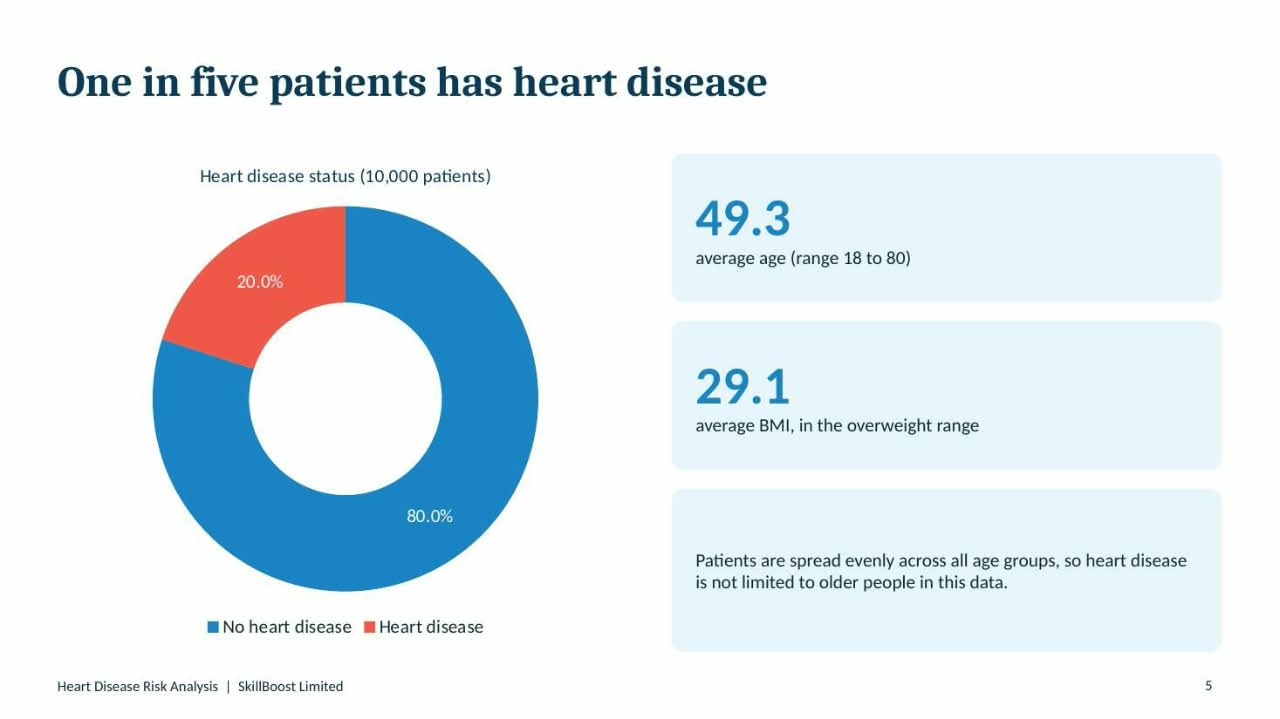 One in five patients has heart disease
Heart disease status (10,000 patients)
20.0%
80.0%
No heart disease Heart disease
49.3
average age (range 18 to 80)
29.1
average BMI, in the overweight range
Patients are spread evenly across all age groups, so heart disease
is not limited to older people in this data.
Heart Disease Risk Analysis | SkillBoost Limited
5